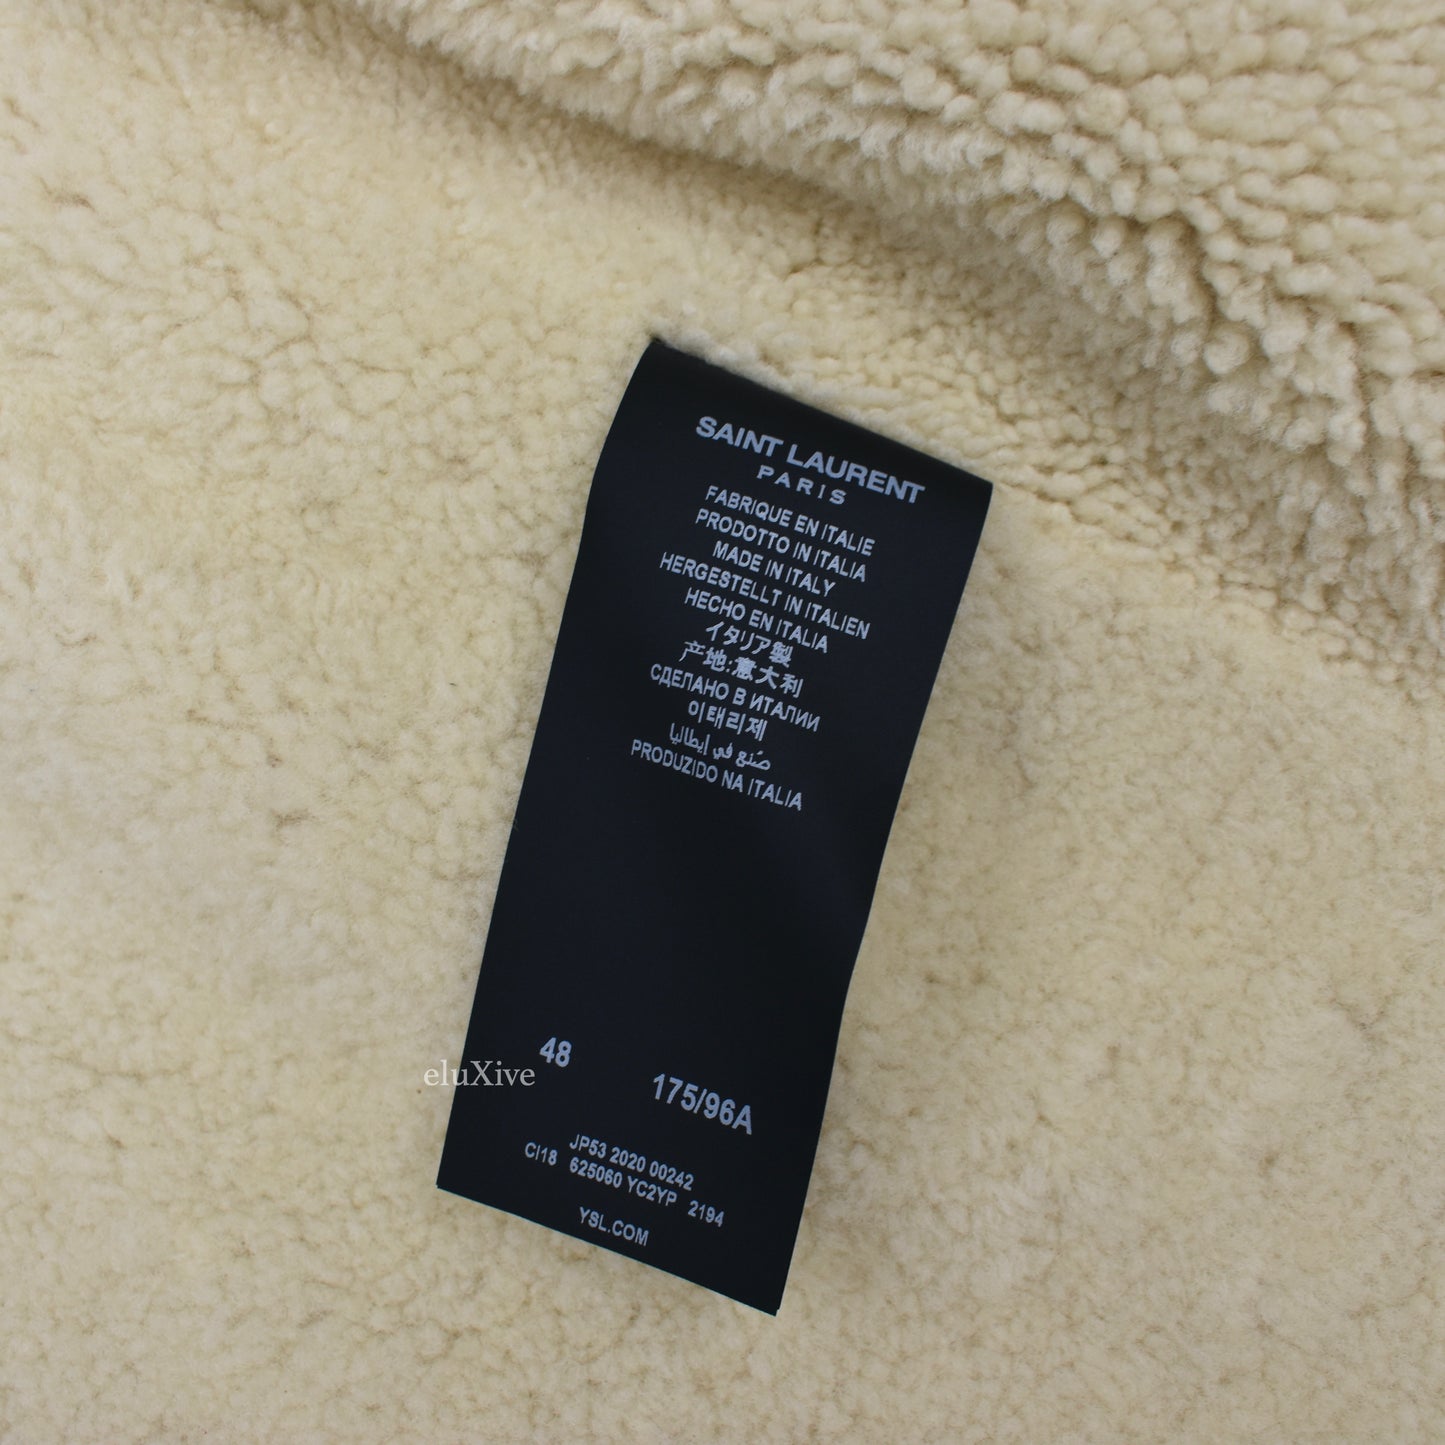 SAINT LAURENT
PARIS
FABRIQUE EN ITALIE
PRODOTTO IN ITALIA
MADE IN ITALY
HERGESTELLT IN ITALIEN
HECHO EN ITALIA
イタリア製
产地:意大利
СДЕЛАНО В ИТАЛИИ
이태리제
صُنع في إيطاليا
PRODUZIDO NA ITALIA
48 175/96A
eluXive
JP53 2020 00242
CI18 625060 YC2YP 2194
YSL.COM